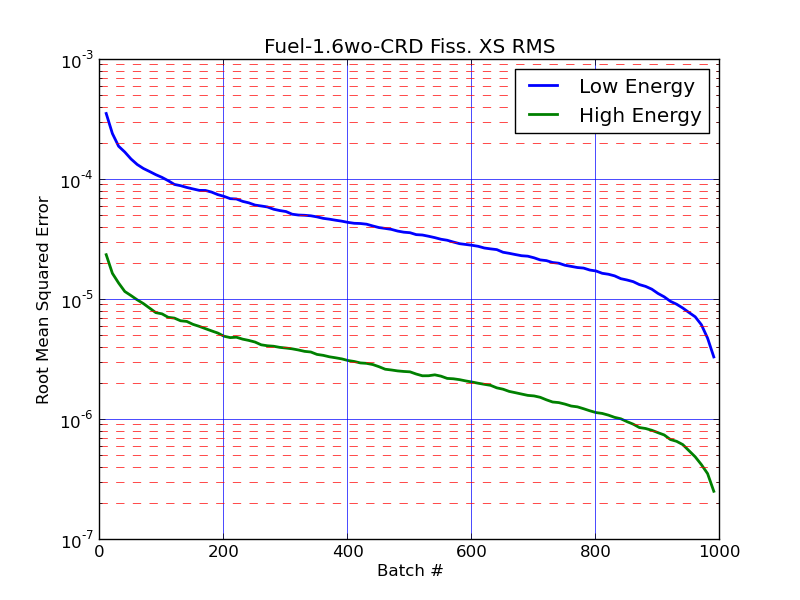 Fuel-1.6wo-CRD Fiss. XS RMS
Low Energy
High Energy
Root Mean Squared Error
10^-3
10^-4
10^-5
10^-6
10^-7
0 200 400 600 800 1000
Batch #